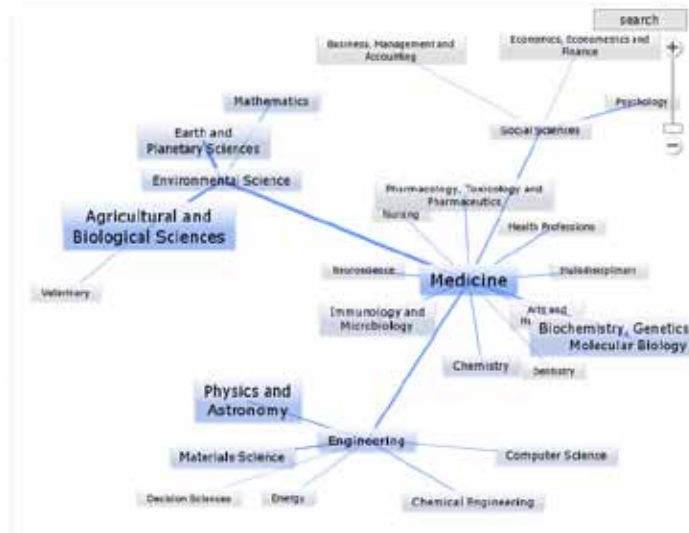 search
Business, Management and
Accounting
Economics, Econometrics and
Finance
Mathematics
Psychology
Earth and
Planetary Sciences
Social Sciences
Environmental Science
Pharmacology, Toxicology and
Pharmaceutics
Nursing
Agricultural and
Biological Sciences
Health Professions
Neuroscience
Medicine
Multidisciplinary
Veterinary
Immunology and
Microbiology
Arts and
Biochemistry, Genetics
Molecular Biology
Chemistry
Dentistry
Physics and
Astronomy
Engineering
Materials Science
Computer Science
Decision Sciences
Energy
Chemical Engineering